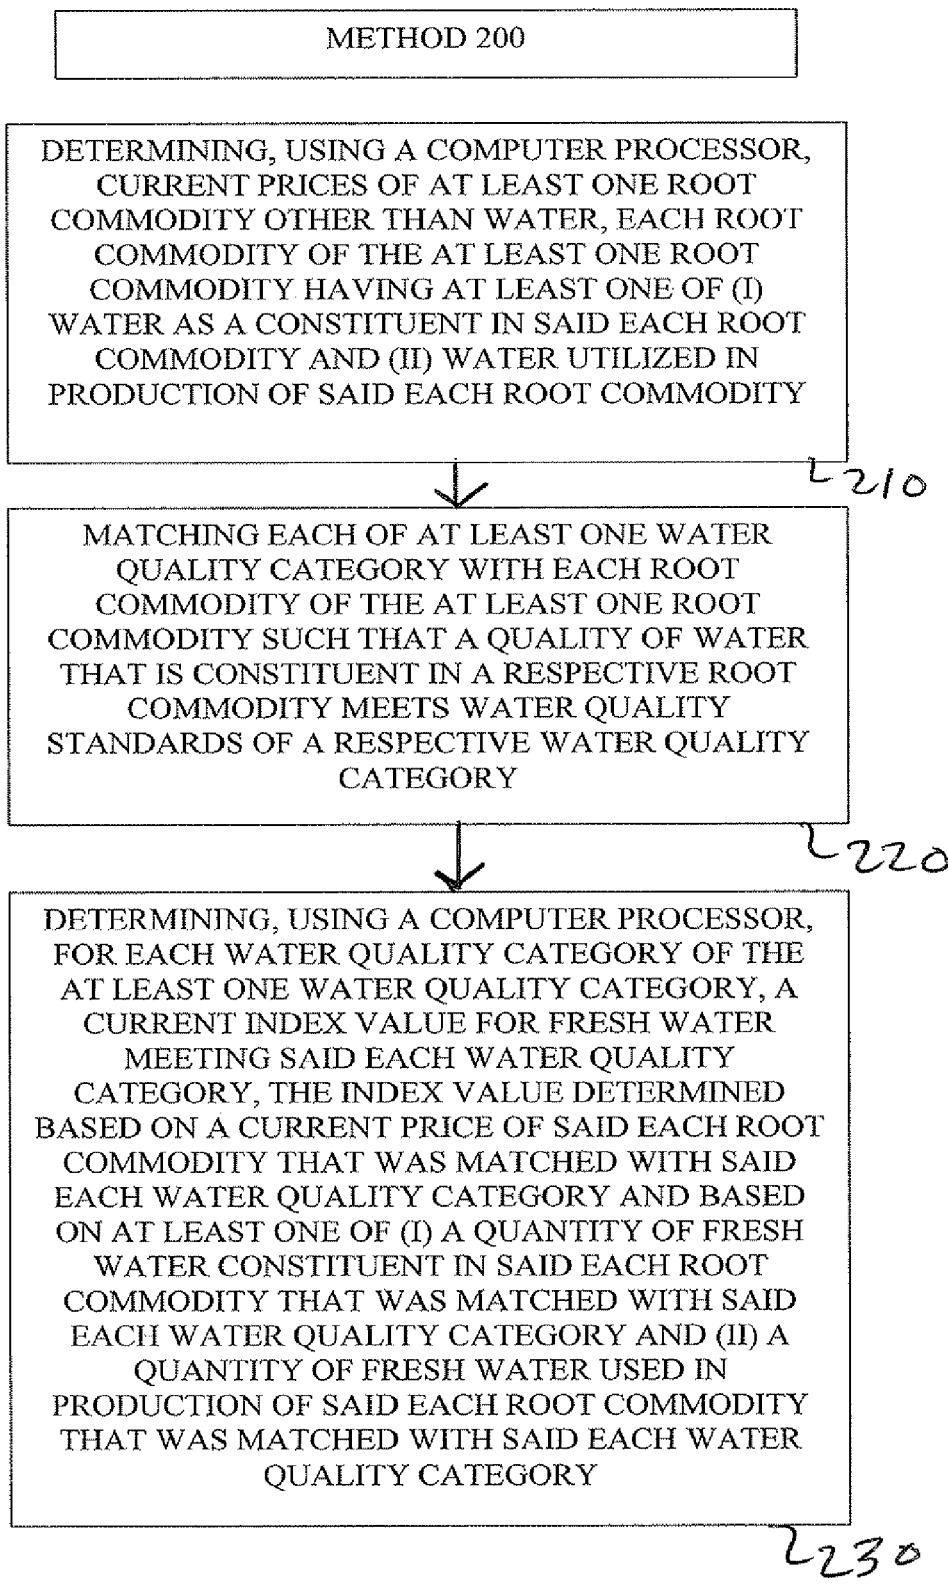 METHOD 200
DETERMINING, USING A COMPUTER PROCESSOR,
CURRENT PRICES OF AT LEAST ONE ROOT
COMMODITY OTHER THAN WATER, EACH ROOT
COMMODITY OF THE AT LEAST ONE ROOT
COMMODITY HAVING AT LEAST ONE OF (I)
WATER AS A CONSTITUENT IN SAID EACH ROOT
COMMODITY AND (II) WATER UTILIZED IN
PRODUCTION OF SAID EACH ROOT COMMODITY
210
MATCHING EACH OF AT LEAST ONE WATER
QUALITY CATEGORY WITH EACH ROOT
COMMODITY OF THE AT LEAST ONE ROOT
COMMODITY SUCH THAT A QUALITY OF WATER
THAT IS CONSTITUENT IN A RESPECTIVE ROOT
COMMODITY MEETS WATER QUALITY
STANDARDS OF A RESPECTIVE WATER QUALITY
CATEGORY
220
DETERMINING, USING A COMPUTER PROCESSOR,
FOR EACH WATER QUALITY CATEGORY OF THE
AT LEAST ONE WATER QUALITY CATEGORY, A
CURRENT INDEX VALUE FOR FRESH WATER
MEETING SAID EACH WATER QUALITY
CATEGORY, THE INDEX VALUE DETERMINED
BASED ON A CURRENT PRICE OF SAID EACH ROOT
COMMODITY THAT WAS MATCHED WITH SAID
EACH WATER QUALITY CATEGORY AND BASED
ON AT LEAST ONE OF (I) A QUANTITY OF FRESH
WATER CONSTITUENT IN SAID EACH ROOT
COMMODITY THAT WAS MATCHED WITH SAID
EACH WATER QUALITY CATEGORY AND (II) A
QUANTITY OF FRESH WATER USED IN
PRODUCTION OF SAID EACH ROOT COMMODITY
THAT WAS MATCHED WITH SAID EACH WATER
QUALITY CATEGORY
230